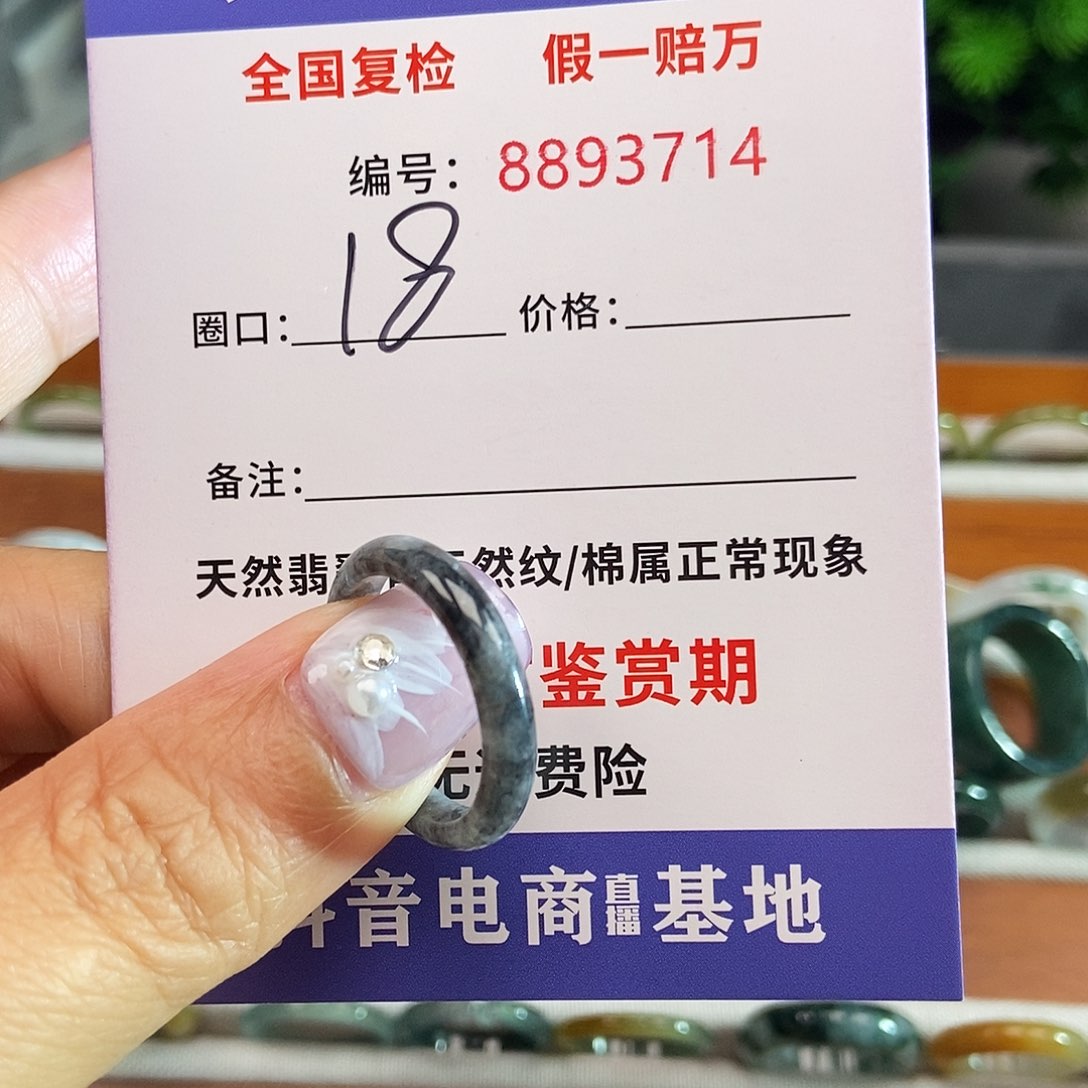 全国复检 假一赔万
编号：8893714
圈口：18 价格：
备注：
天然翡 然纹/棉属正常现象
鉴赏期
费险
音电商直播基地